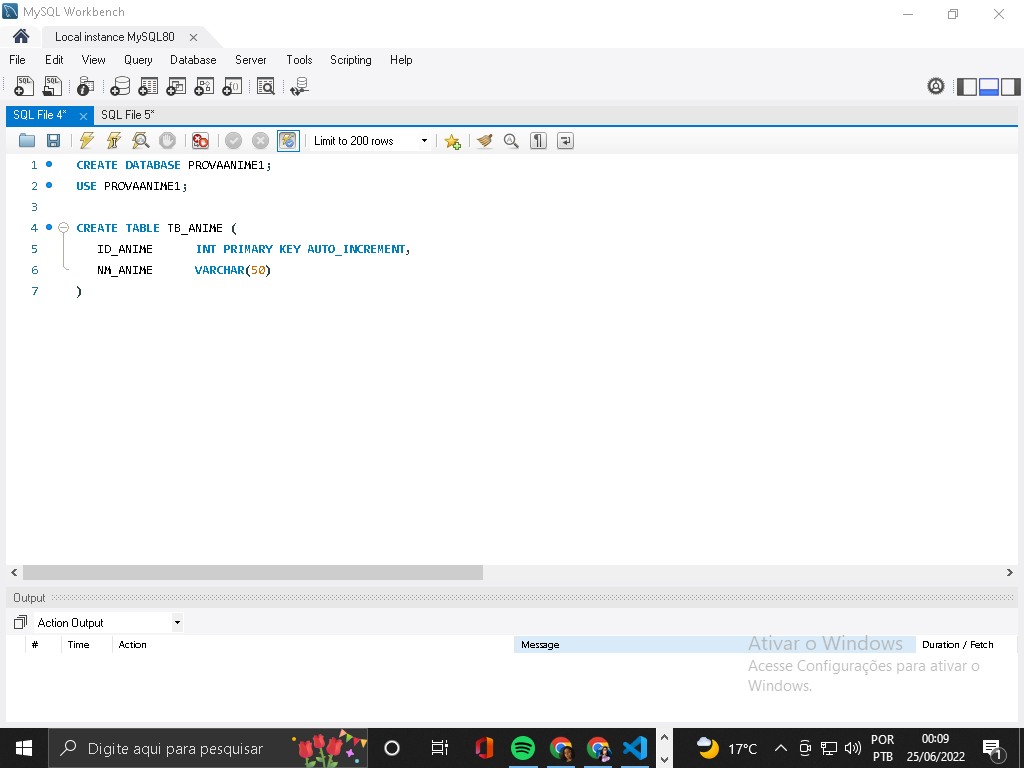 MySQL Workbench
Local instance MySQL80
File Edit View Query Database Server Tools Scripting Help
SQL File 4* SQL File 5*
Limit to 200 rows
1 CREATE DATABASE PROVAANIME1;
2 USE PROVAANIME1;
3
4 CREATE TABLE TB_ANIME (
5 ID_ANIME INT PRIMARY KEY AUTO_INCREMENT,
6 NM_ANIME VARCHAR(50)
7 )
Output
Action Output
# Time Action Message Duration / Fetch
Ativar o Windows
Acesse Configurações para ativar o
Windows.
Digite aqui para pesquisar
17°C
POR
PTB
00:09
25/06/2022
1